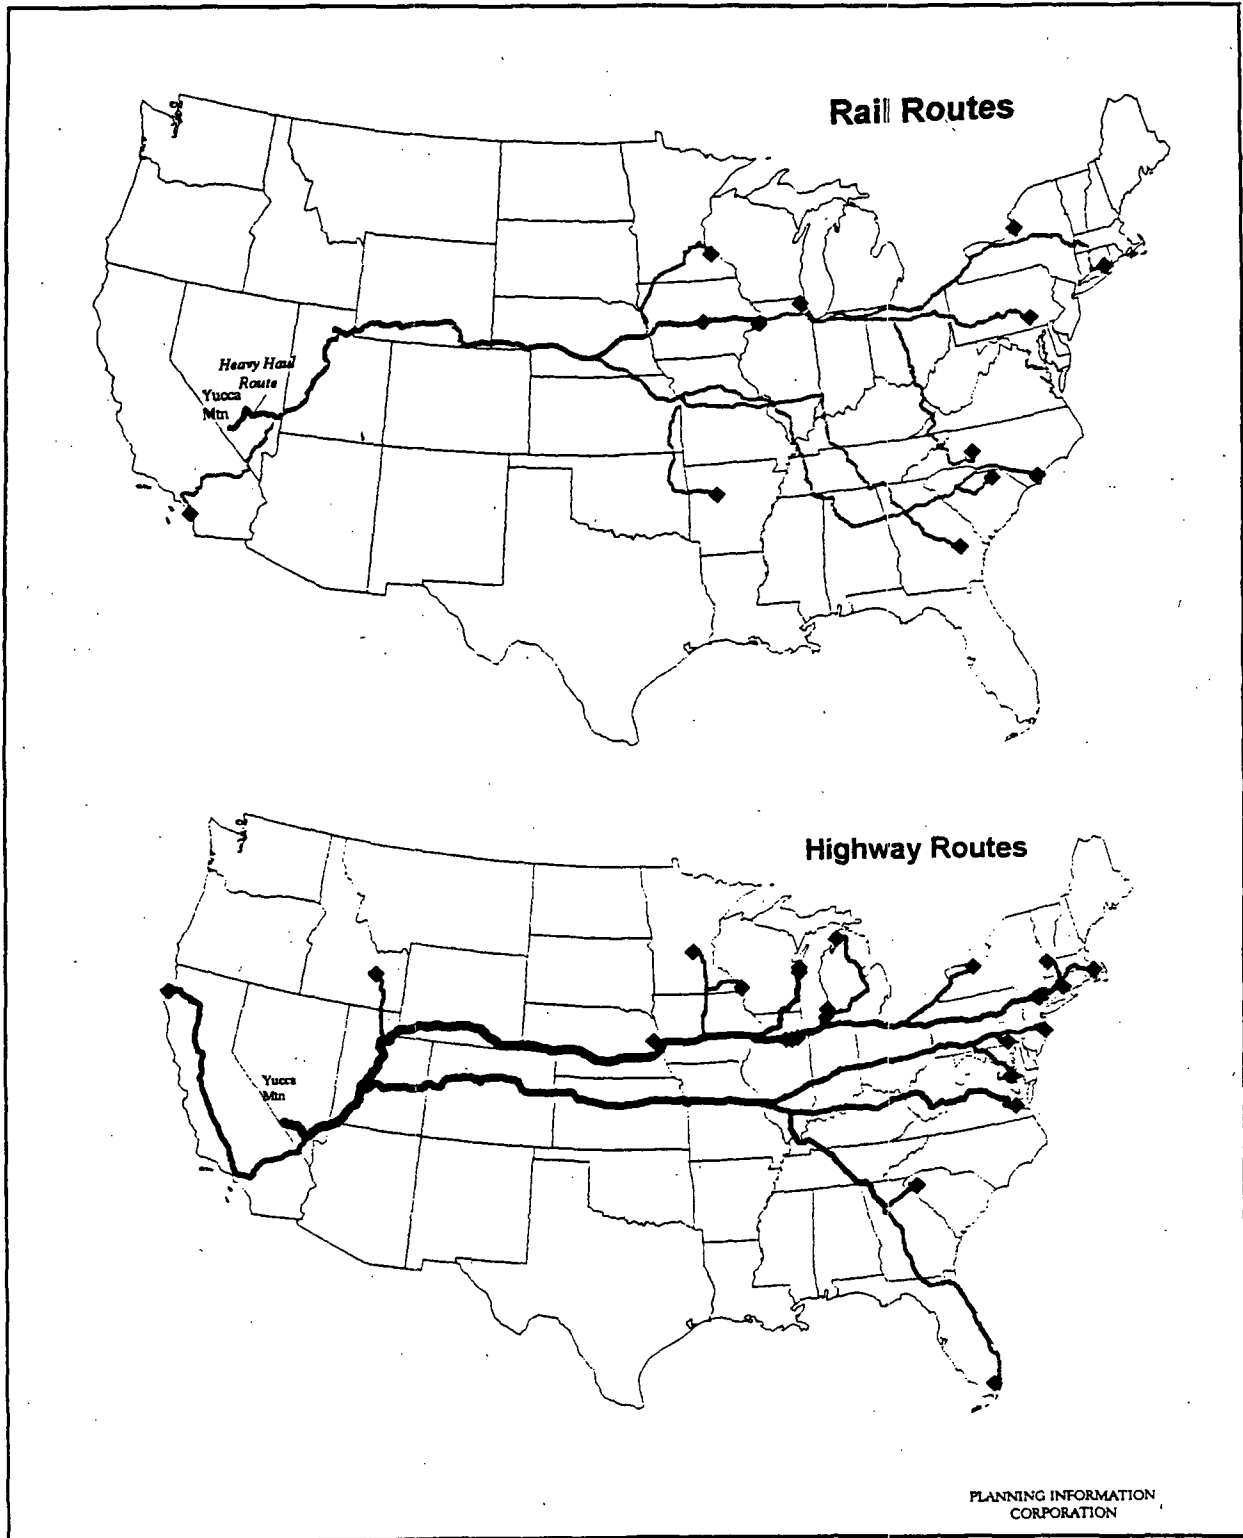 Rail Routes
Heavy Haul
Route
Yucca
Mtn
Highway Routes
Yucca
Mtn
PLANNING INFORMATION
CORPORATION